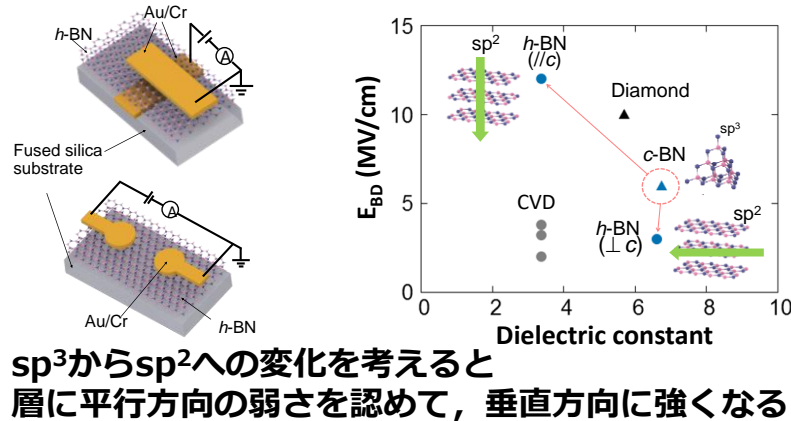 Au/Cr
h-BN
A
Fused silica
substrate
A
Au/Cr
h-BN
15
10
5
0
E_BD (MV/cm)
sp²
h-BN
(//c)
Diamond
sp³
c-BN
CVD
h-BN
(⊥ c)
sp²
0 2 4 6 8 10
Dielectric constant
sp³からsp²への変化を考えると
層に平行方向の弱さを認めて，垂直方向に強くなる